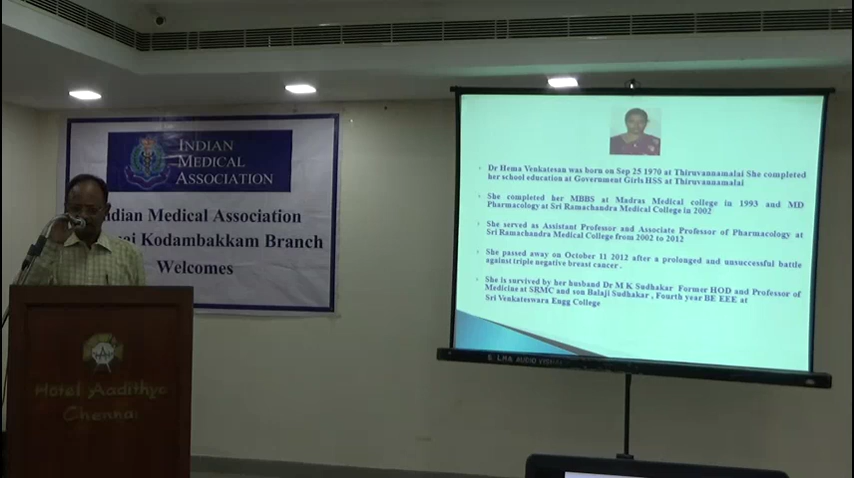 INDIAN
MEDICAL
ASSOCIATION
Indian Medical Association
Kodambakkam Branch
Welcomes
Hotel Aadithya
Chennai
Dr Hema Venkatesan was born on Sep 25 1970 at Thiruvannamalai She completed
her school education at Government Girls HSS at Thiruvannamalai
She completed her MBBS at Madras Medical college in 1993 and MD
Pharmacology at Sri Ramachandra Medical College in 2002
She served as Assistant Professor and Associate Professor of Pharmacology at
Sri Ramachandra Medical College from 2002 to 2012
She passed away on October 11 2012 after a prolonged and unsuccessful battle
against triple negative breast cancer .
She is survived by her husband Dr M K Sudhakar Former HOD and Professor of
Medicine at SRMC and son Balaji Sudhakar , Fourth year BE EEE at
Sri Venkateswara Engg College
AUDIO